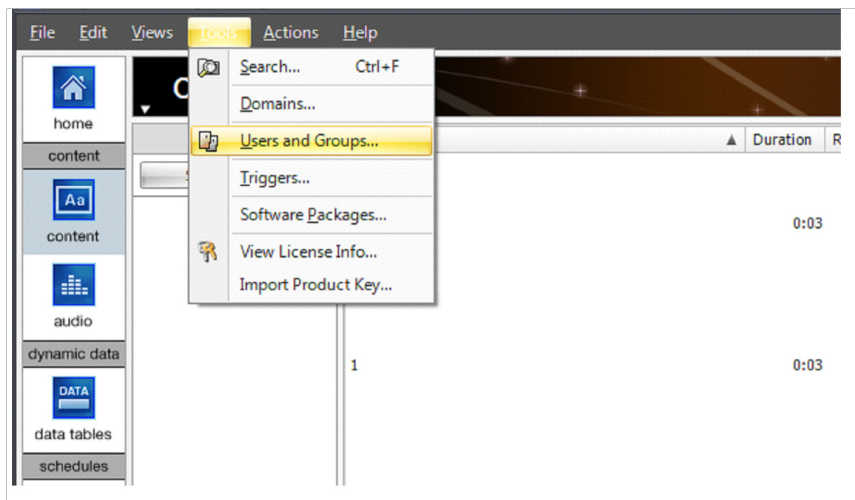 File Edit Views Tools Actions Help
Search... Ctrl+F
home
Domains...
Users and Groups...
Duration
content
Triggers...
Software Packages...
0:03
content
View License Info...
Import Product Key...
audio
dynamic data
1 0:03
DATA
data tables
schedules
Aa